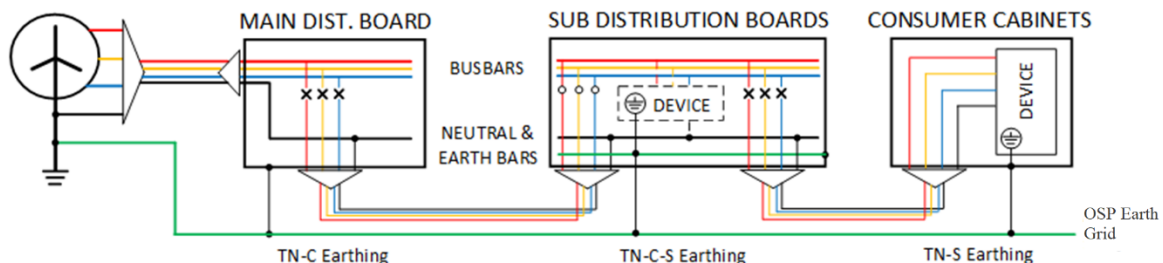 MAIN DIST. BOARD
SUB DISTRIBUTION BOARDS
CONSUMER CABINETS
BUSBARS
DEVICE
DEVICE
NEUTRAL &
EARTH BARS
OSP Earth
Grid
TN-C Earthing
TN-C-S Earthing
TN-S Earthing